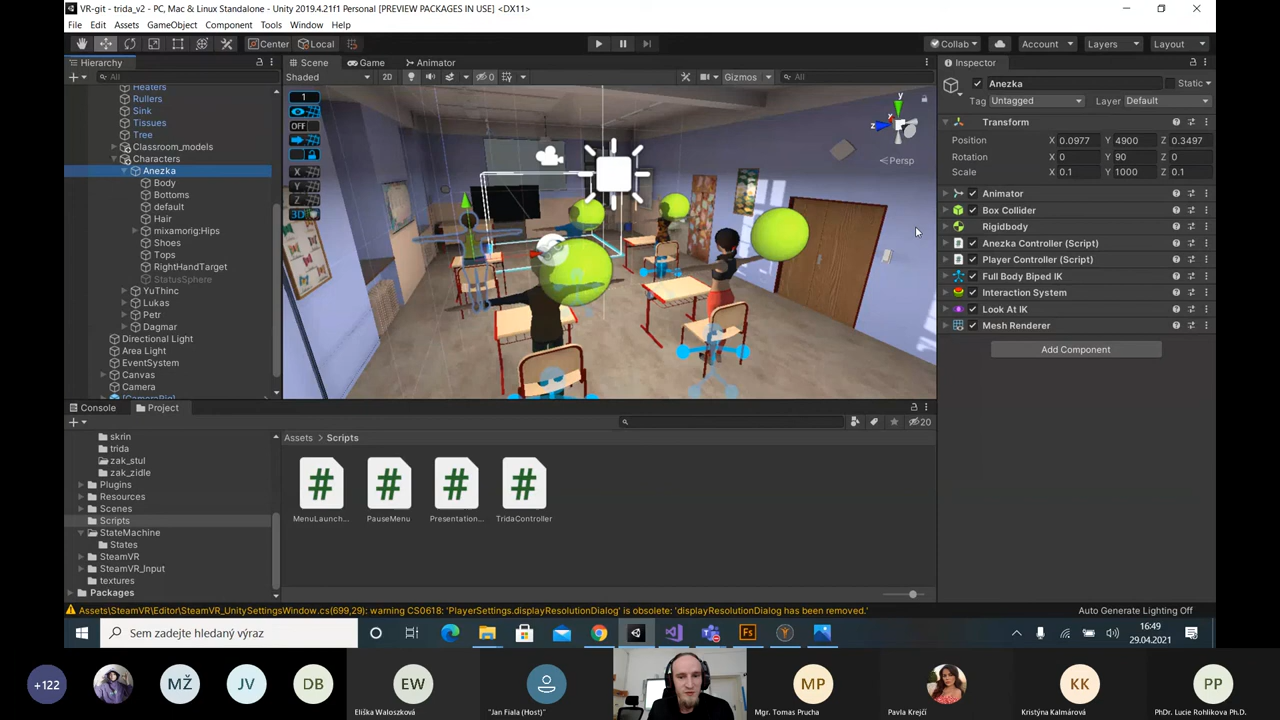 VR-git - trida_v2 - PC, Mac & Linux Standalone - Unity 2019.4.21f1 Personal [PREVIEW PACKAGES IN USE] <DX11>
File Edit Assets GameObject Component Tools Window Help
Center Local
Collab Account Layers Layout
Hierarchy
All
Heaters
Rullers
Sink
Tissues
Tree
Classroom_models
Characters
Anezka
Body
Bottoms
default
Hair
mixamorig:Hips
Shoes
Tops
RightHandTarget
StatusSphere
YuThinc
Lukas
Petr
Dagmar
Directional Light
Area Light
EventSystem
Canvas
Camera
[CameraRig]
Scene Game Animator
Shaded 2D 0 Gizmos All
1
OFF
X
Y
Z
3D
y
x
z
Persp
Inspector
Anezka Static
Tag Untagged Layer Default
Transform
Position X 0.0977 Y 4900 Z 0.3497
Rotation X 0 Y 90 Z 0
Scale X 0.1 Y 1000 Z 0.1
Animator
Box Collider
Rigidbody
Anezka Controller (Script)
Player Controller (Script)
Full Body Biped IK
Interaction System
Look At IK
Mesh Renderer
Add Component
Console Project
20
skrin
trida
zak_stul
zak_zidle
Plugins
Resources
Scenes
Scripts
StateMachine
States
SteamVR
SteamVR_Input
textures
Packages
Assets > Scripts
MenuLaunch...
PauseMenu
Presentation...
TridaController
Assets\SteamVR\Editor\SteamVR_UnitySettingsWindow.cs(699,29): warning CS0618: 'PlayerSettings.displayResolutionDialog' is obsolete: 'displayResolutionDialog has been removed.'
Auto Generate Lighting Off
Sem zadejte hledaný výraz
Fs
16:49
29.04.2021
+122
MŽ
JV
DB
EW
Eliška Waloszková
"Jan Fiala (Host)"
MP
Mgr. Tomas Prucha
Pavla Krejčí
KK
Kristýna Kalmárová
PP
PhDr. Lucie Rohlíkova Ph.D.